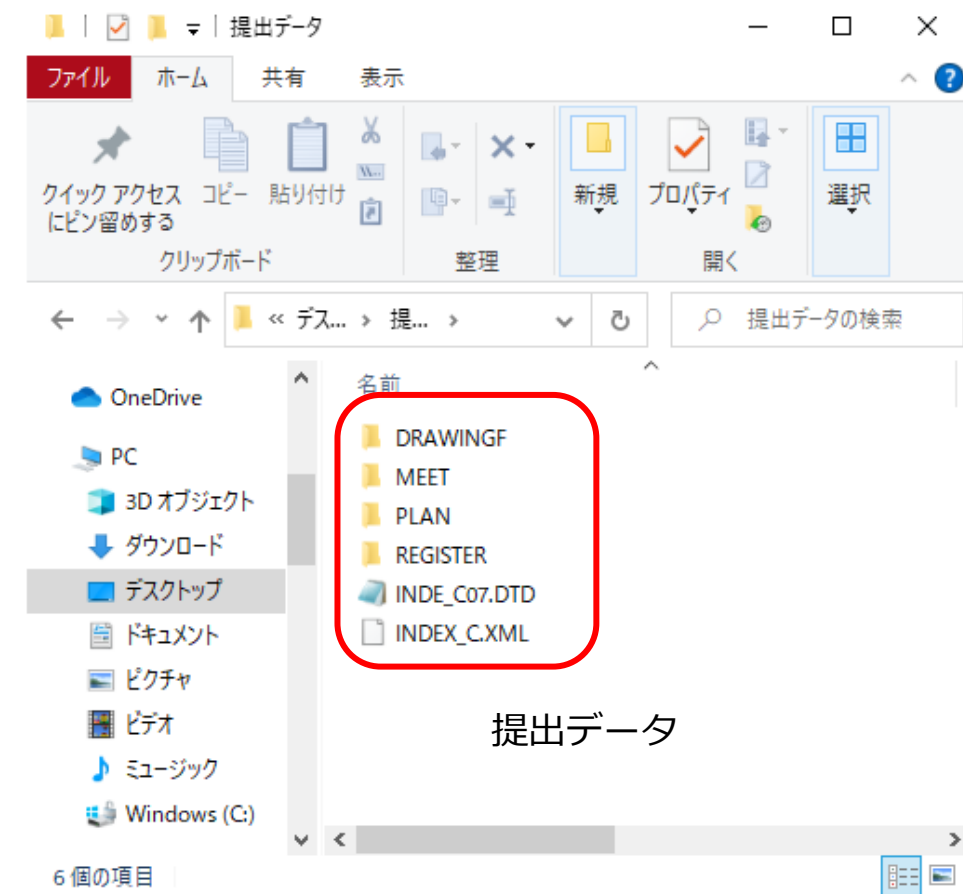 提出データ
ファイル ホーム 共有 表示
クイック アクセス
にピン留めする
コピー
貼り付け
新規
プロパティ
選択
クリップボード
整理
開く
« デス... › 提... ›
提出データの検索
OneDrive
PC
3D オブジェクト
ダウンロード
デスクトップ
ドキュメント
ピクチャ
ビデオ
ミュージック
Windows (C:)
名前
DRAWINGF
MEET
PLAN
REGISTER
INDE_C07.DTD
INDEX_C.XML
提出データ
6 個の項目